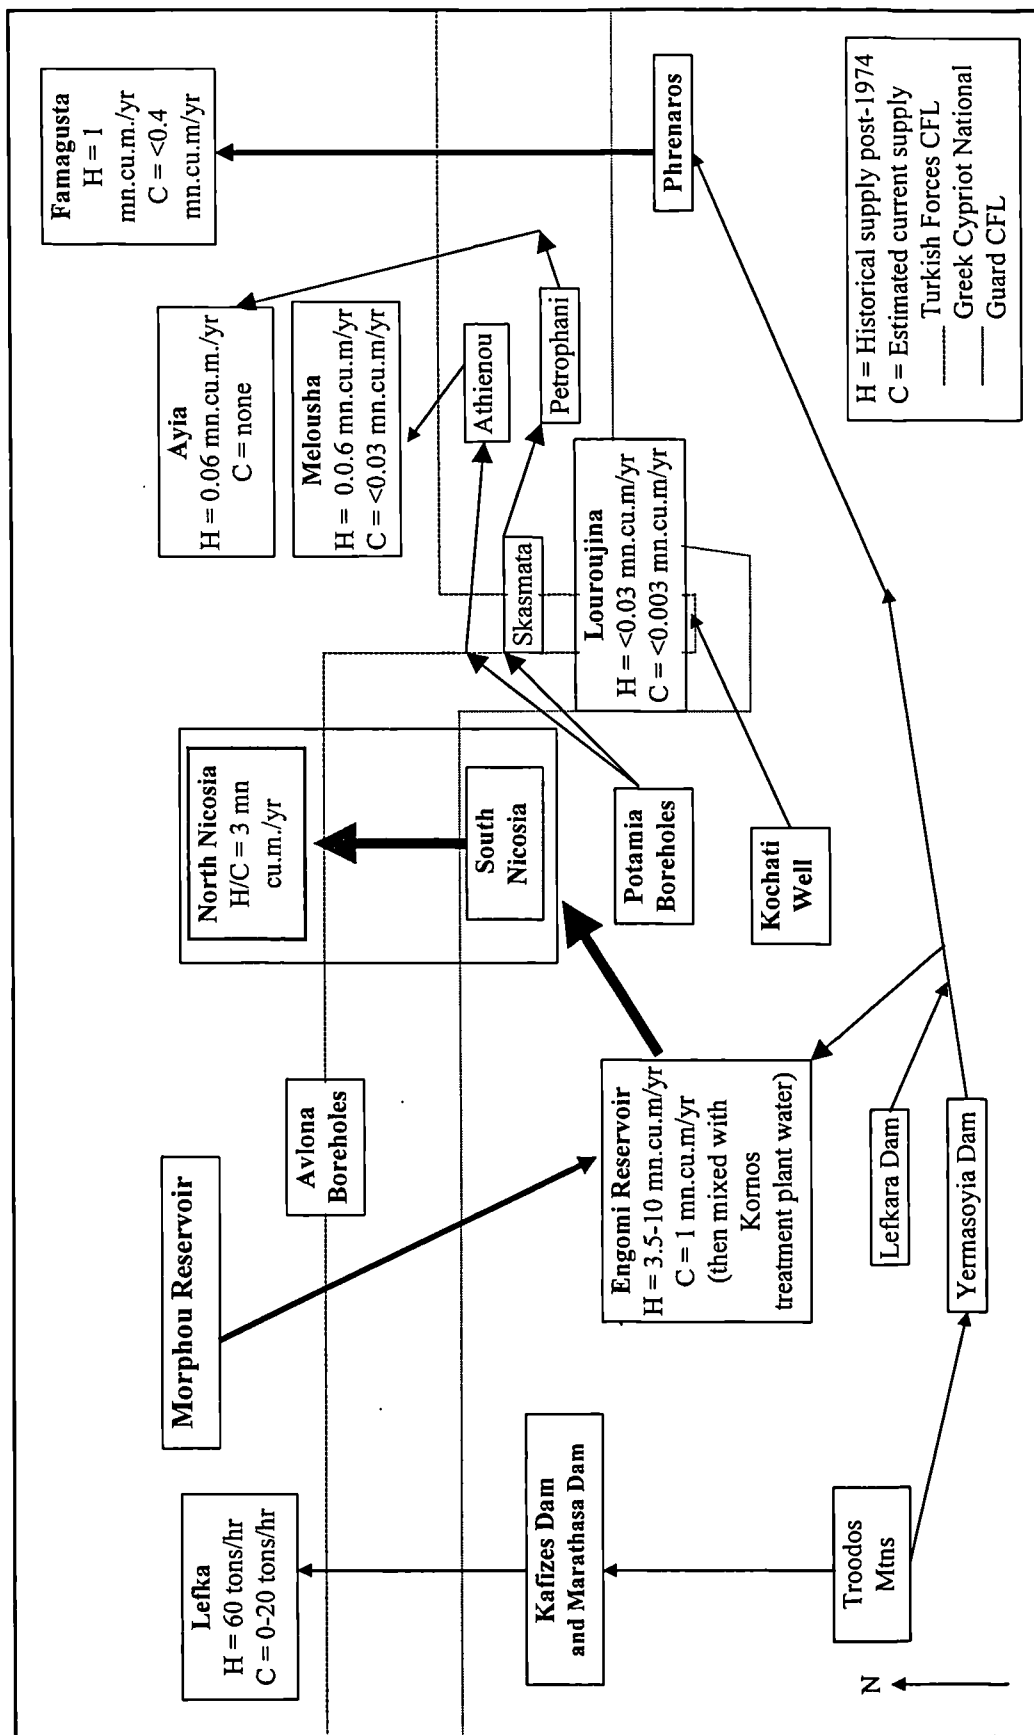 Lefka
H = 60 tons/hr
C = 0-20 tons/hr
Morphou Reservoir
Avlona
Boreholes
North Nicosia
H/C = 3 mn
cu.m./yr
South
Nicosia
Ayia
H = 0.06 mn.cu.m./yr
C = none
Melousha
H = 0.0.6 mn.cu.m/yr
C = <0.03 mn.cu.m/yr
Famagusta
H = 1
mn.cu.m./yr
C = <0.4
mn.cu.m/yr
Athienou
Skasmata
Petrophani
Louroujina
H = <0.03 mn.cu.m/yr
C = <0.003 mn.cu.m/yr
Phrenaros
Kafizes Dam
and Marathasa Dam
Engomi Reservoir
H = 3.5-10 mn.cu.m/yr
C = 1 mn.cu.m/yr
(then mixed with
Kornos
treatment plant water)
Potamia
Boreholes
Kochati
Well
Troodos
Mtns
Lefkara Dam
Yermasoyia Dam
N
H = Historical supply post-1974
C = Estimated current supply
Turkish Forces CFL
Greek Cypriot National
Guard CFL